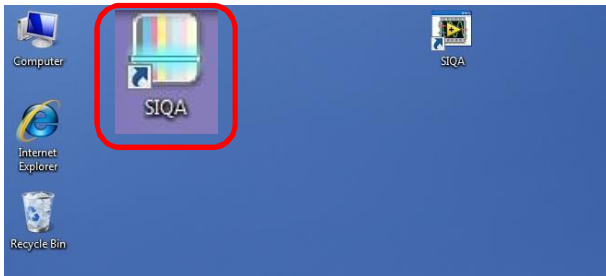 Computer
SIQA
SIQA
Internet
Explorer
Recycle Bin